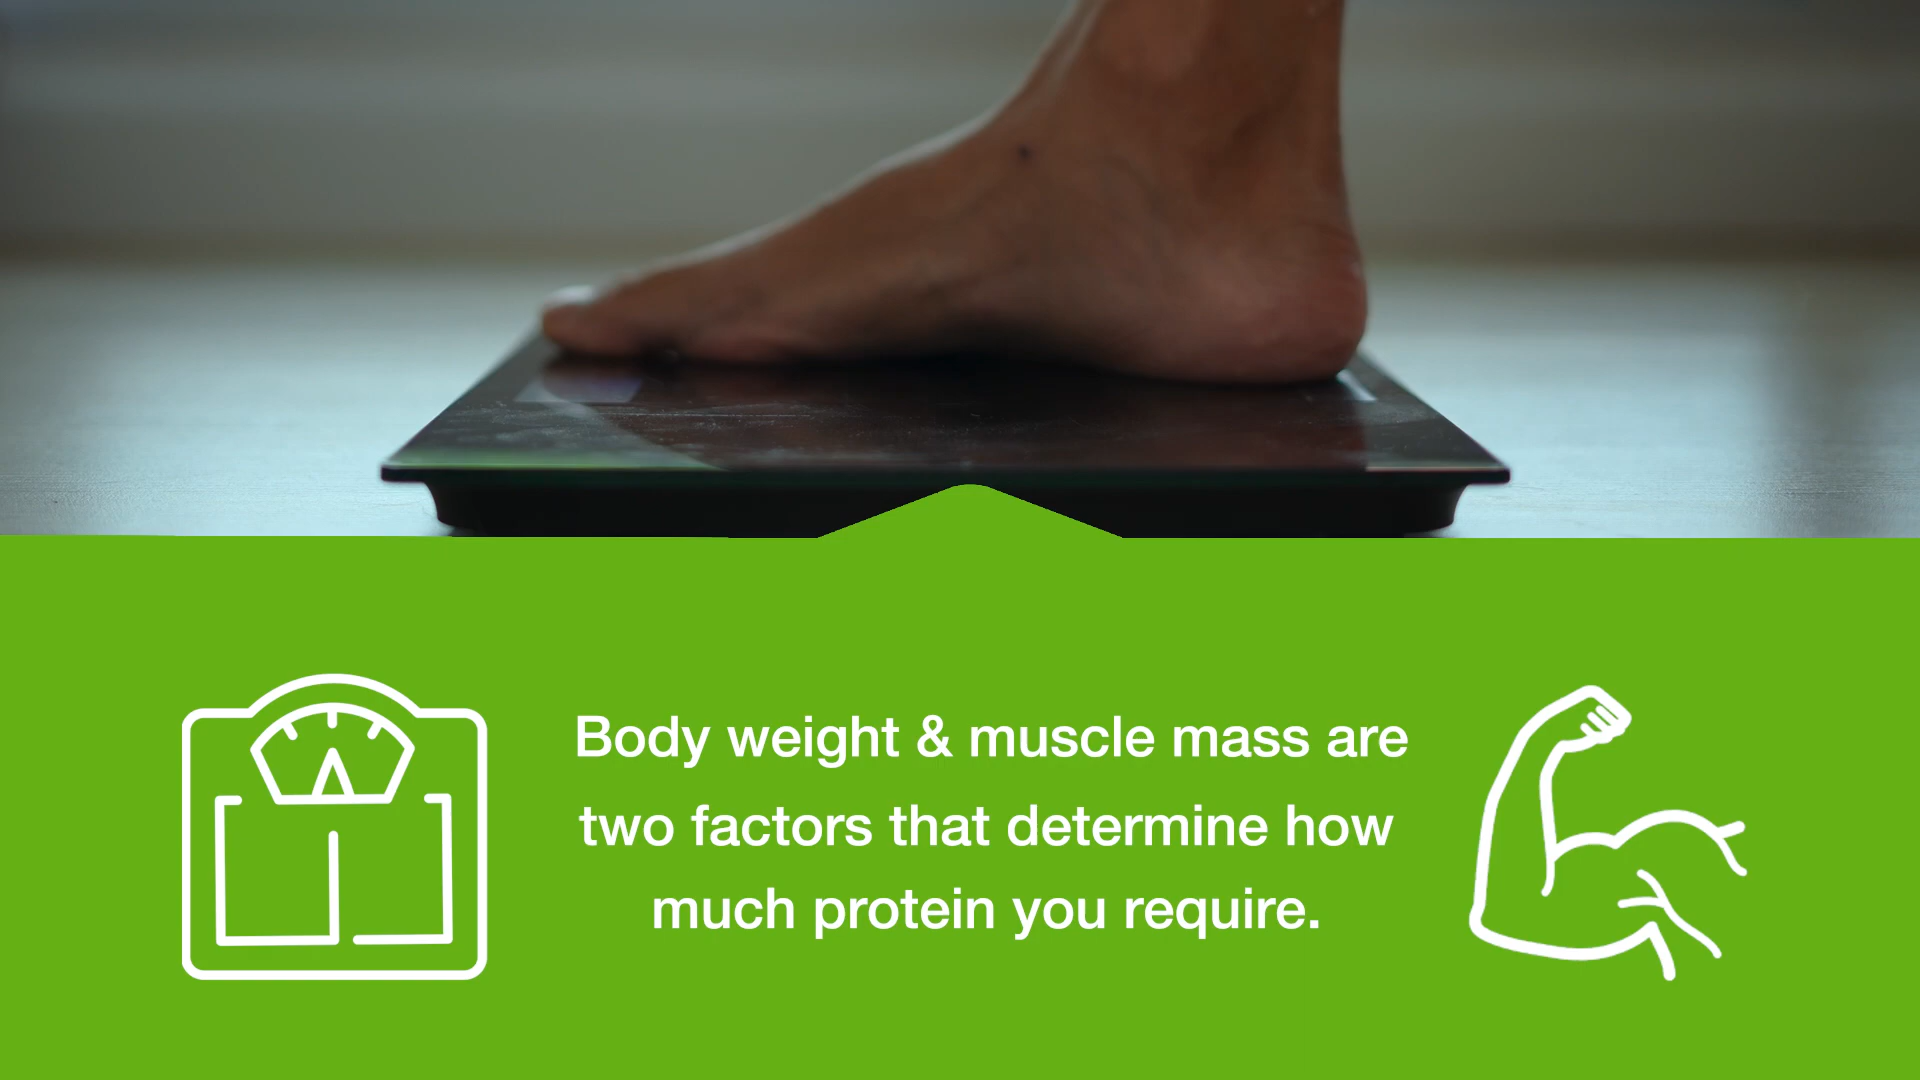 Body weight & muscle mass are
two factors that determine how
much protein you require.